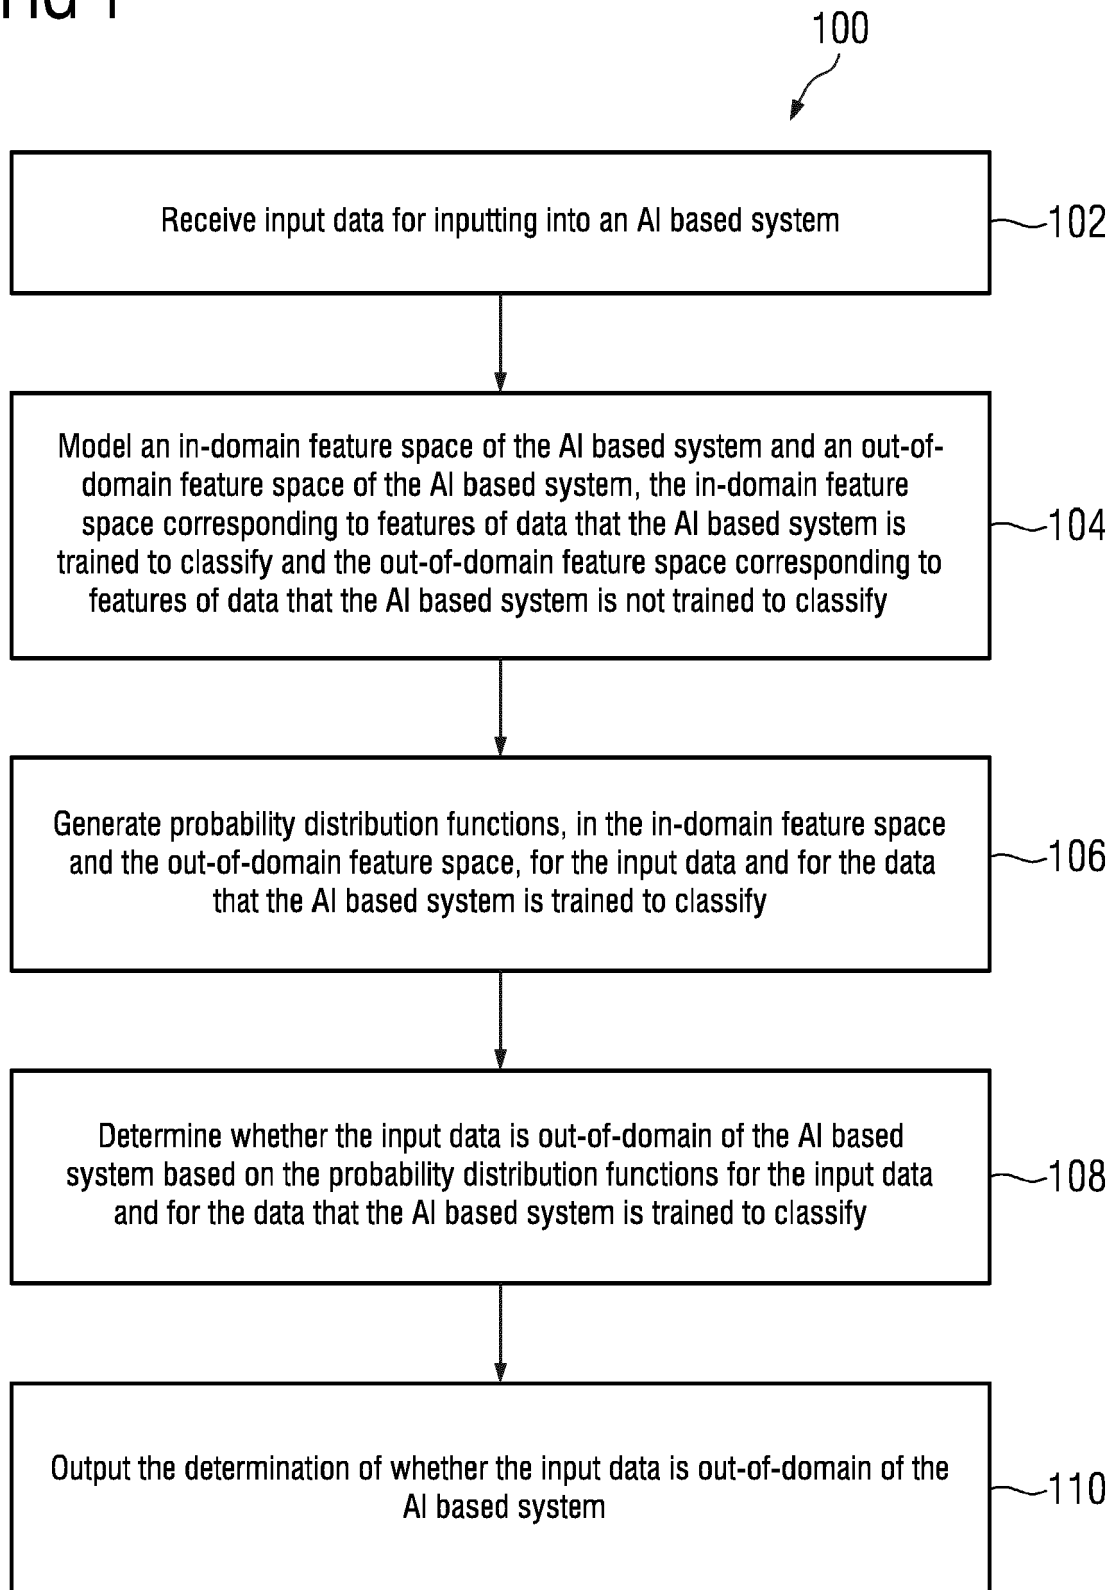 100
Receive input data for inputting into an AI based system
102
Model an in-domain feature space of the AI based system and an out-of-
domain feature space of the AI based system, the in-domain feature
space corresponding to features of data that the AI based system is
trained to classify and the out-of-domain feature space corresponding to
features of data that the AI based system is not trained to classify
104
Generate probability distribution functions, in the in-domain feature space
and the out-of-domain feature space, for the input data and for the data
that the AI based system is trained to classify
106
Determine whether the input data is out-of-domain of the AI based
system based on the probability distribution functions for the input data
and for the data that the AI based system is trained to classify
108
Output the determination of whether the input data is out-of-domain of the
AI based system
110